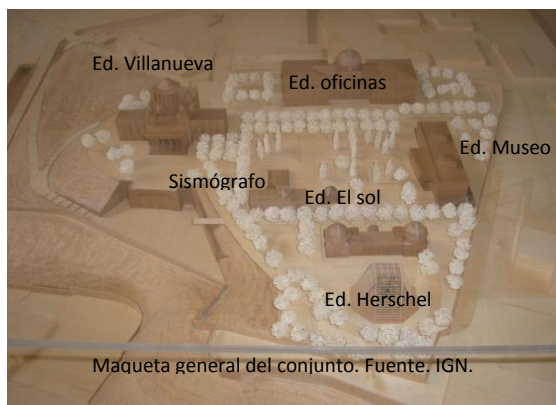 Ed. Villanueva
Ed. oficinas
Ed. Museo
Sismógrafo
Ed. El sol
Ed. Herschel
Maqueta general del conjunto. Fuente. IGN.